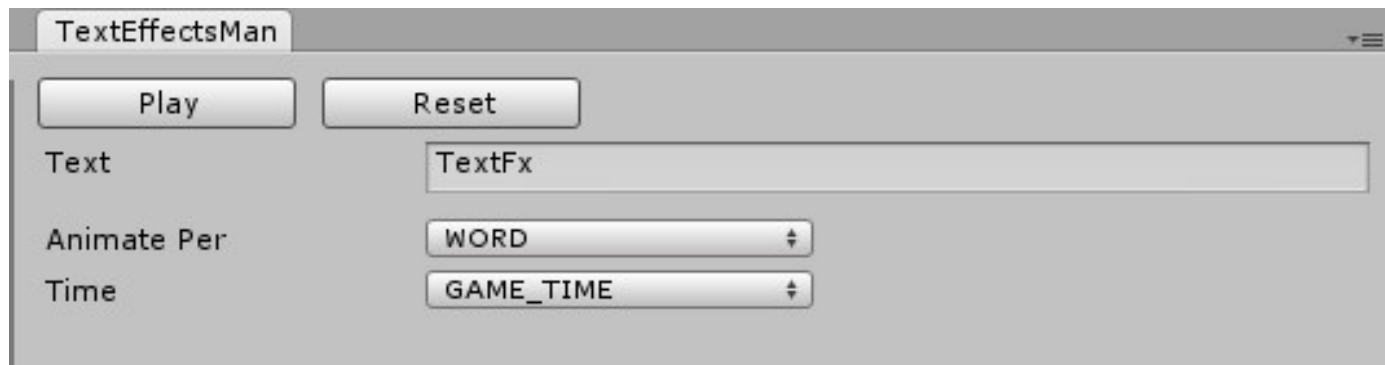 TextEffectsMan
Play Reset
Text TextFx
Animate Per WORD
Time GAME_TIME